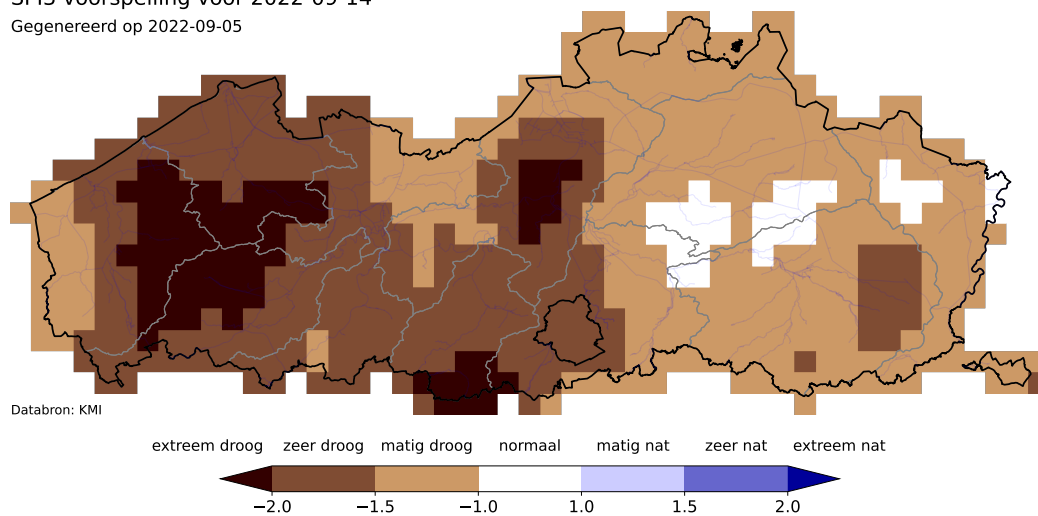 voorspelling voor 2022-09-14
Gegenereerd op 2022-09-05
Databron: KMI
extreem droog zeer droog matig droog normaal matig nat zeer nat extreem nat
−2.0 −1.5 −1.0 1.0 1.5 2.0